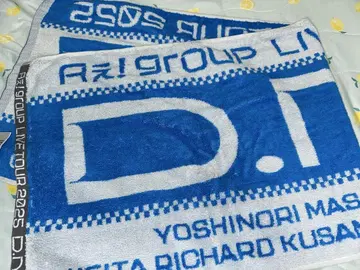 Aぇ! group LIV
D.
YOSHINORI MAS
KEITA RICHARD KUSAN
Aぇ! group LIVE TOUR 2025 D.N